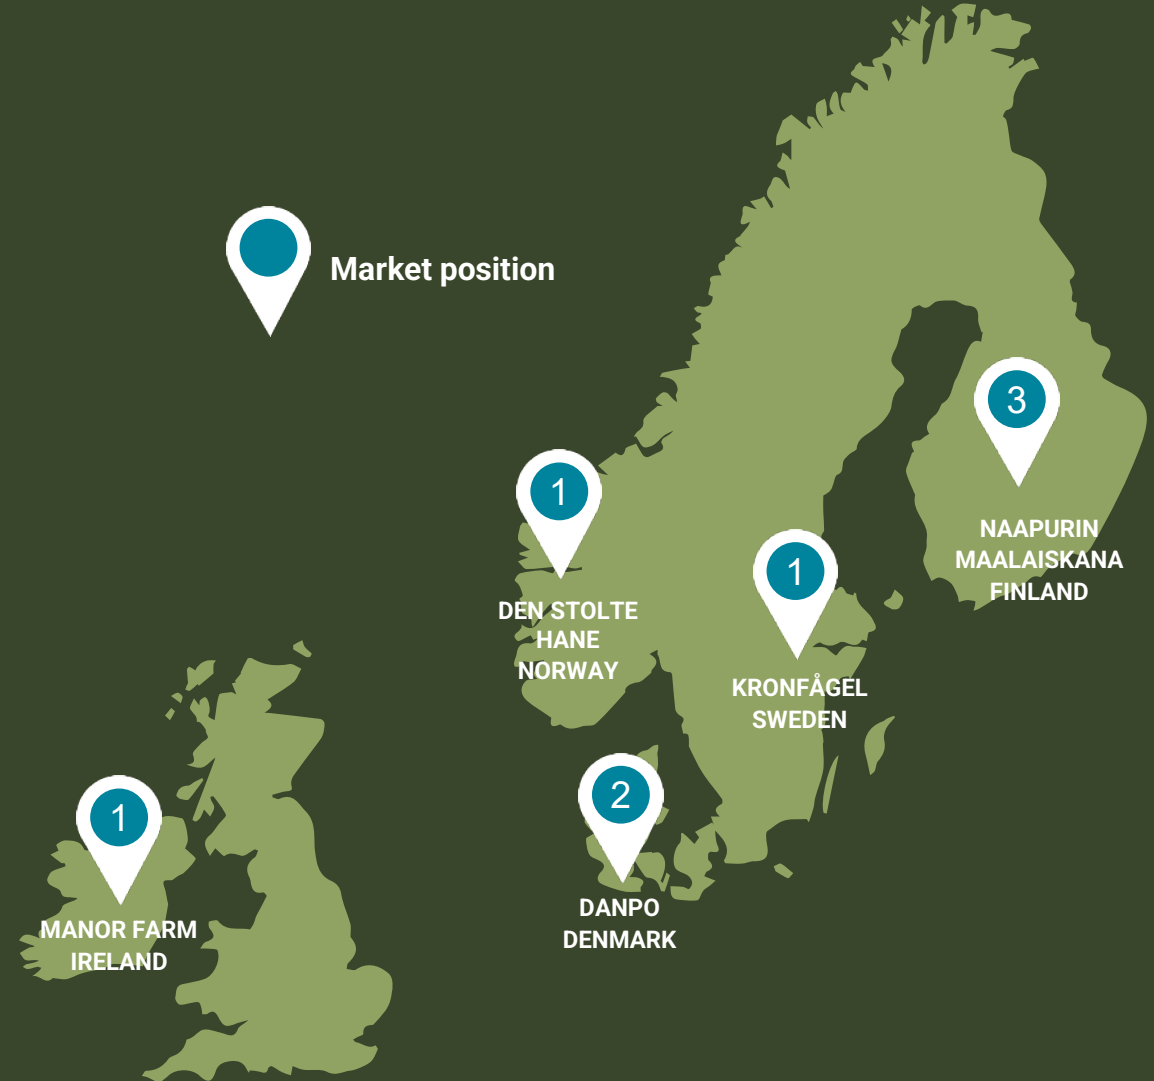 Market position
3
NAAPURIN
MAALAISKANA
FINLAND
1
DEN STOLTE
HANE
NORWAY
1
KRONFÅGEL
SWEDEN
2
DANPO
DENMARK
1
MANOR FARM
IRELAND